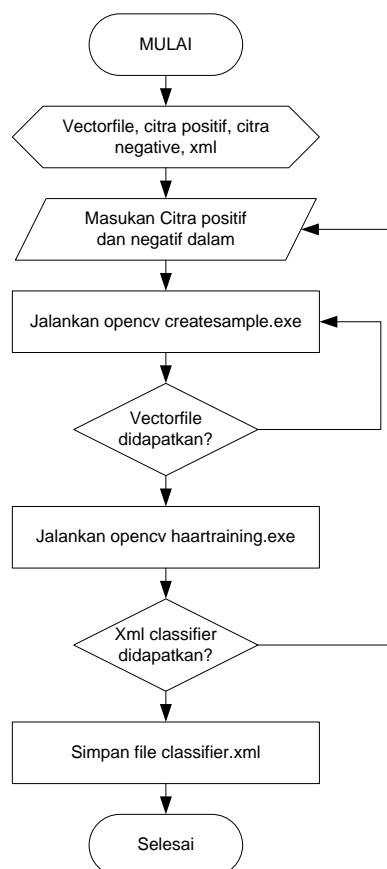 MULAI
Vectorfile, citra positif, citra
negative, xml
Masukan Citra positif
dan negatif dalam
Jalankan opencv createsample.exe
Vectorfile
didapatkan?
Jalankan opencv haartraining.exe
Xml classifier
didapatkan?
Simpan file classifier.xml
Selesai